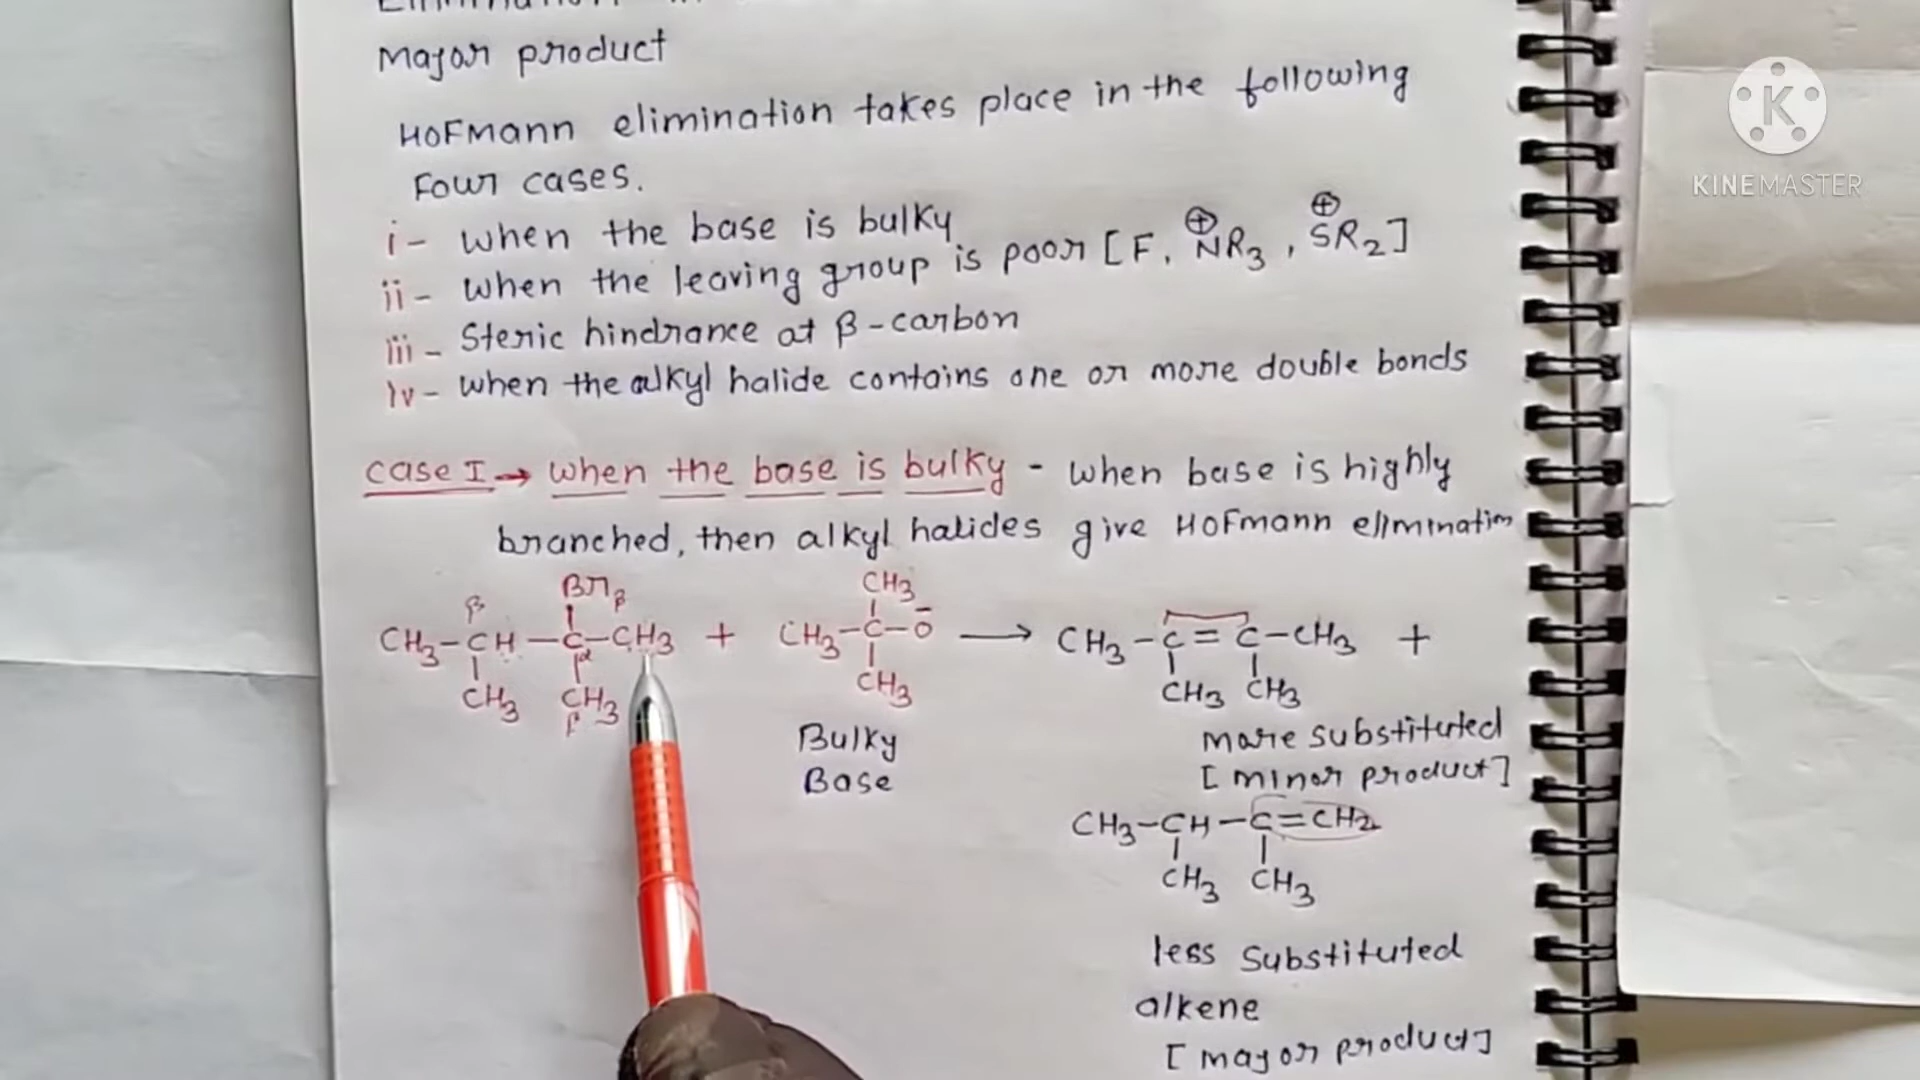 Elimination
Major product
HOFmann elimination takes place in the following
Four cases.
i- when the base is bulky
ii- when the leaving group is poor [F, ⊕NR3, ⊕SR2]
iii- Steric hindrance at β-carbon
iv- when the alkyl halide contains one or more double bonds
case I→ when the base is bulky - when base is highly
branched, then alkyl halides give HOFmann elimination
β Br β CH3
CH3-CH-C-CH3 + CH3-C-O⁻ → CH3-C=C-CH3 +
α
CH3 CH3 CH3 CH3 CH3
β
Bulky
Base
more substituted
[minor product]
CH3-CH-C=CH2
CH3 CH3
less substituted
alkene
[major product]
K
KINEMASTER